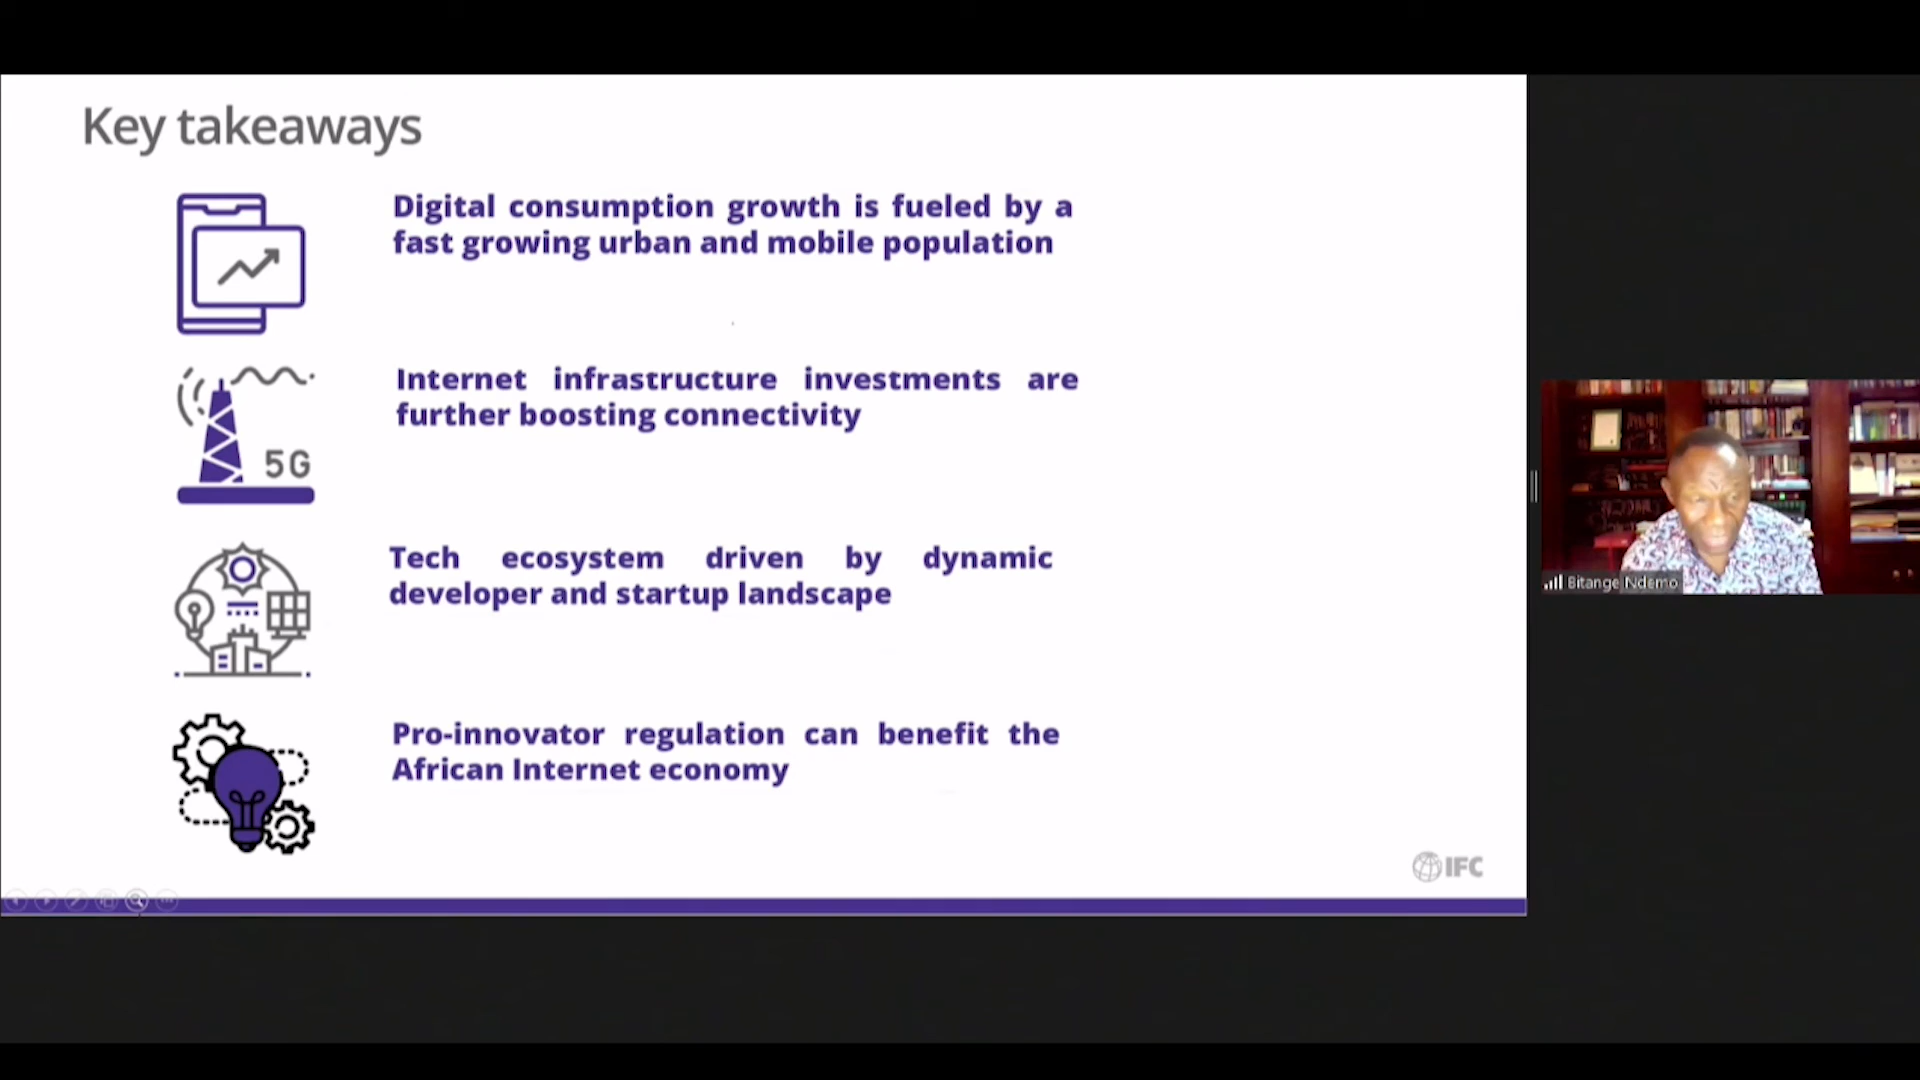 Key takeaways
Digital consumption growth is fueled by a
fast growing urban and mobile population
Internet infrastructure investments are
further boosting connectivity
5G
Tech ecosystem driven by dynamic
developer and startup landscape
Pro-innovator regulation can benefit the
African Internet economy
IFC
Bitange Ndemo